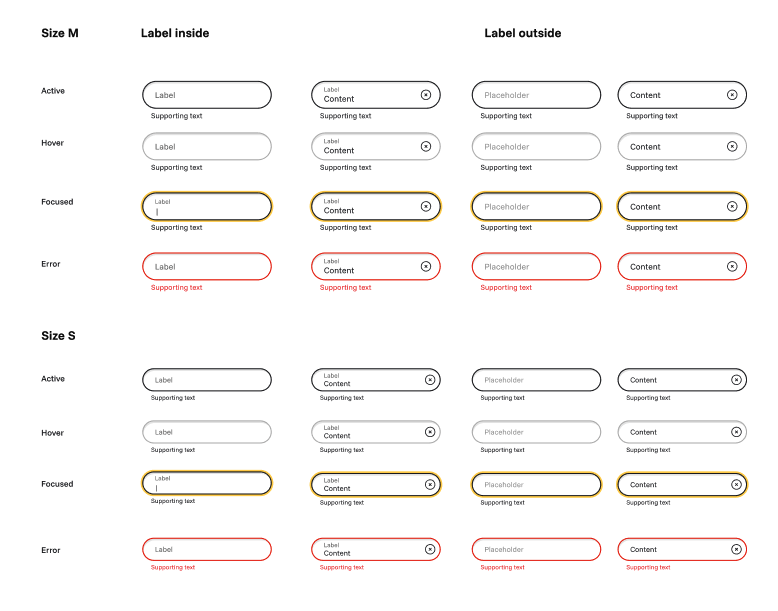 Size M Label inside Label outside
Active Label Label Placeholder Content
Content
Supporting text Supporting text Supporting text Supporting text
Hover Label Label Placeholder Content
Content
Supporting text Supporting text Supporting text Supporting text
Focused Label Label Placeholder Content
Content
Supporting text Supporting text Supporting text Supporting text
Error Label Label Placeholder Content
Content
Supporting text Supporting text Supporting text Supporting text
Size S
Active Label Label Placeholder Content
Content
Supporting text Supporting text Supporting text Supporting text
Hover Label Label Placeholder Content
Content
Supporting text Supporting text Supporting text Supporting text
Focused Label Label Placeholder Content
Content
Supporting text Supporting text Supporting text Supporting text
Error Label Label Placeholder Content
Content
Supporting text Supporting text Supporting text Supporting text